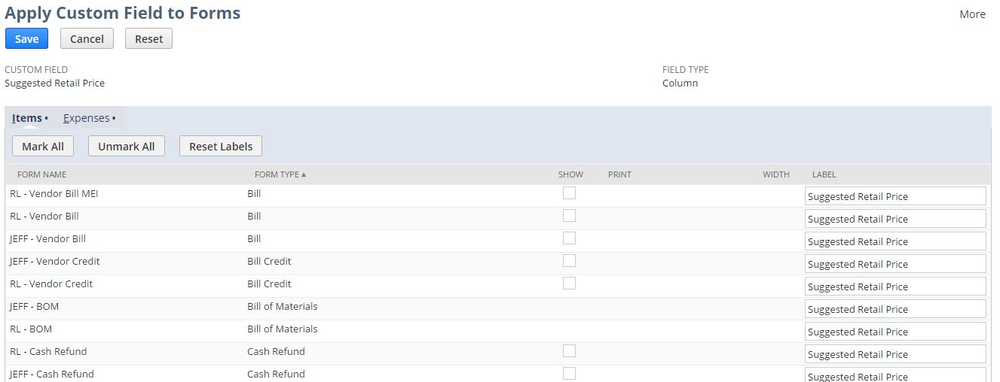 Apply Custom Field to Forms
More
Save Cancel Reset
CUSTOM FIELD FIELD TYPE
Suggested Retail Price Column
Items • Expenses •
Mark All Unmark All Reset Labels
FORM NAME FORM TYPE ▲ SHOW PRINT WIDTH LABEL
RL - Vendor Bill MEI Bill Suggested Retail Price
RL - Vendor Bill Bill Suggested Retail Price
JEFF - Vendor Bill Bill Suggested Retail Price
JEFF - Vendor Credit Bill Credit Suggested Retail Price
RL - Vendor Credit Bill Credit Suggested Retail Price
JEFF - BOM Bill of Materials Suggested Retail Price
RL - BOM Bill of Materials Suggested Retail Price
RL - Cash Refund Cash Refund Suggested Retail Price
JEFF - Cash Refund Cash Refund Suggested Retail Price